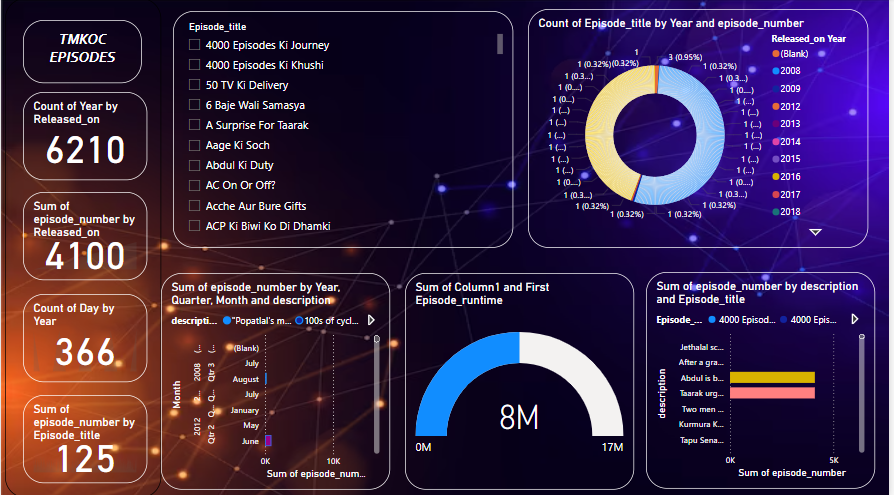 TMKOC
EPISODES
Count of Year by
Released_on
6210
Sum of
episode_number by
Released_on
4100
Count of Day by
Year
366
Sum of
episode_number by
Episode_title
125
Episode_title
4000 Episodes Ki Journey
4000 Episodes Ki Khushi
50 TV Ki Delivery
6 Baje Wali Samasya
A Surprise For Taarak
Aage Ki Soch
Abdul Ki Duty
AC On Or Off?
Acche Aur Bure Gifts
ACP Ki Biwi Ko Di Dhamki
Count of Episode_title by Year and episode_number
1
(0.32%)
3 (0.95%)
1 (0.32%)
1 (0.3...)
1 (0.3...)
1 (0....)
1 (...)
1 (...)
1 (...)
1 (...)
1 (...)
1 (0....)
1 (0.3...)
1 (0.32%)
1 (0.32%)
1 (0.32%)
1 (0.32%)
Released_on Year
(Blank)
2008
2009
2012
2013
2014
2015
2016
2017
2018
Sum of episode_number by Year,
Quarter, Month and description
descripti...
"Popatlal's m...
100s of cycl...
Month
2008
Qtr 3
2012
Qtr 2
(Blank)
July
August
July
January
May
June
0K
10K
Sum of episode_num...
Sum of Column1 and First
Episode_runtime
8M
0M
17M
Sum of episode_number by description
and Episode_title
Episode_...
4000 Episod...
4000 Epis...
description
Jethalal sc...
After a gra...
Abdul is b...
Taarak urg...
Two men ...
Kurmura K...
Tapu Sena...
0K
5K
Sum of episode_number